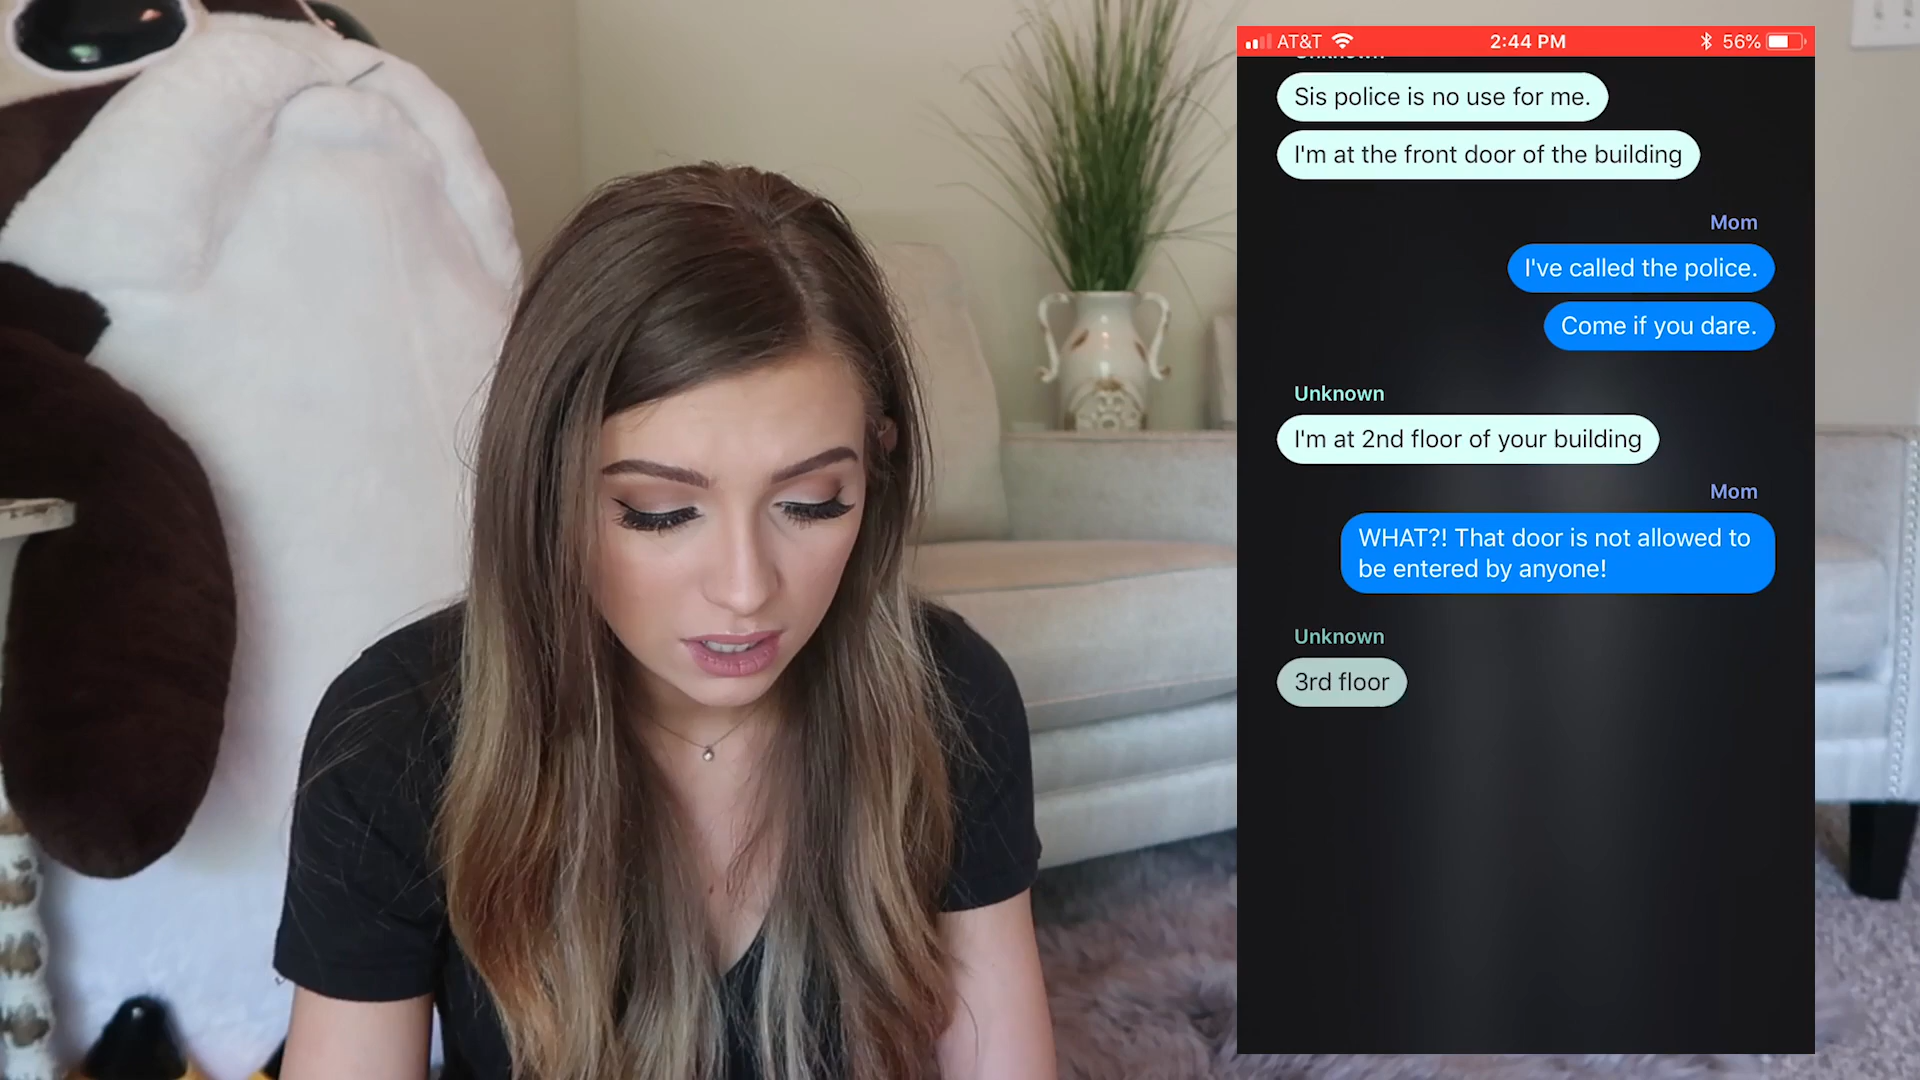 AT&T 2:44 PM 56%
Unknown
Sis police is no use for me.
I'm at the front door of the building
Mom
I've called the police.
Come if you dare.
Unknown
I'm at 2nd floor of your building
Mom
WHAT?! That door is not allowed to
be entered by anyone!
Unknown
3rd floor